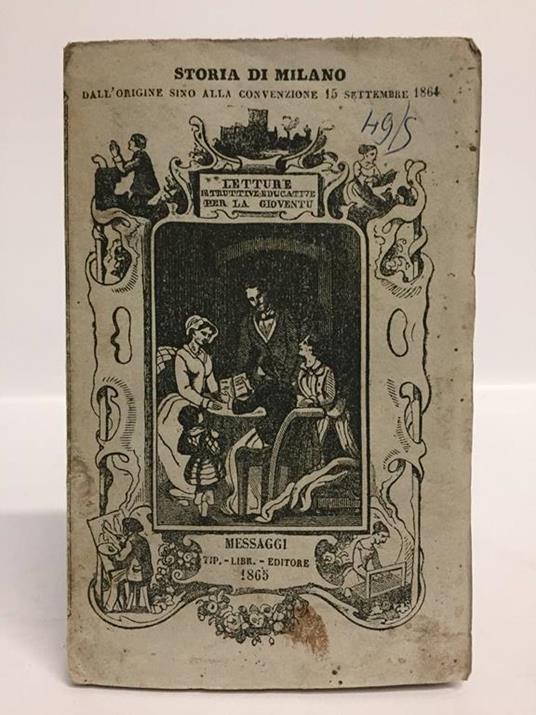 STORIA DI MILANO
DALL'ORIGINE SINO ALLA CONVENZIONE 15 SETTEMBRE 1864
49/5
LETTURE
ISTRUTTIVE-EDUCATIVE
PER LA GIOVENTÙ
MESSAGGI
TIP. - LIBR. - EDITORE
1865